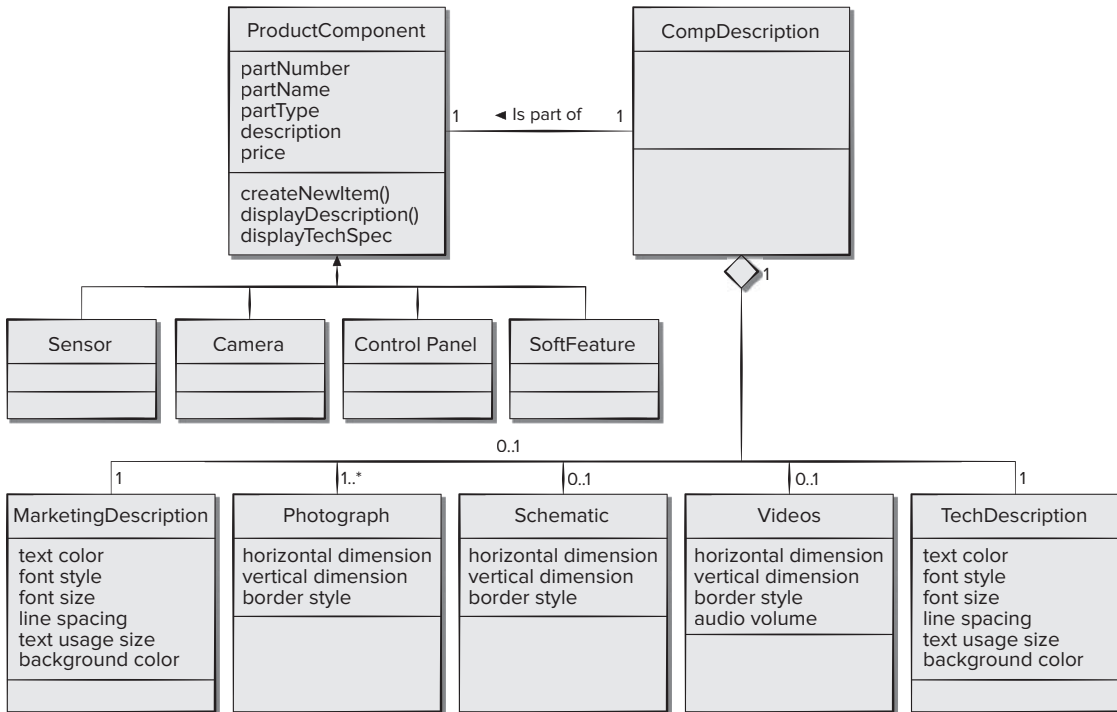 ProductComponent
partNumber
partName
partType
description
price
createNewItem()
displayDescription()
displayTechSpec
1
◄ Is part of
1
CompDescription
1
Sensor
Camera
Control Panel
SoftFeature
0..1
1
1..*
0..1
0..1
1
MarketingDescription
text color
font style
font size
line spacing
text usage size
background color
Photograph
horizontal dimension
vertical dimension
border style
Schematic
horizontal dimension
vertical dimension
border style
Videos
horizontal dimension
vertical dimension
border style
audio volume
TechDescription
text color
font style
font size
line spacing
text usage size
background color